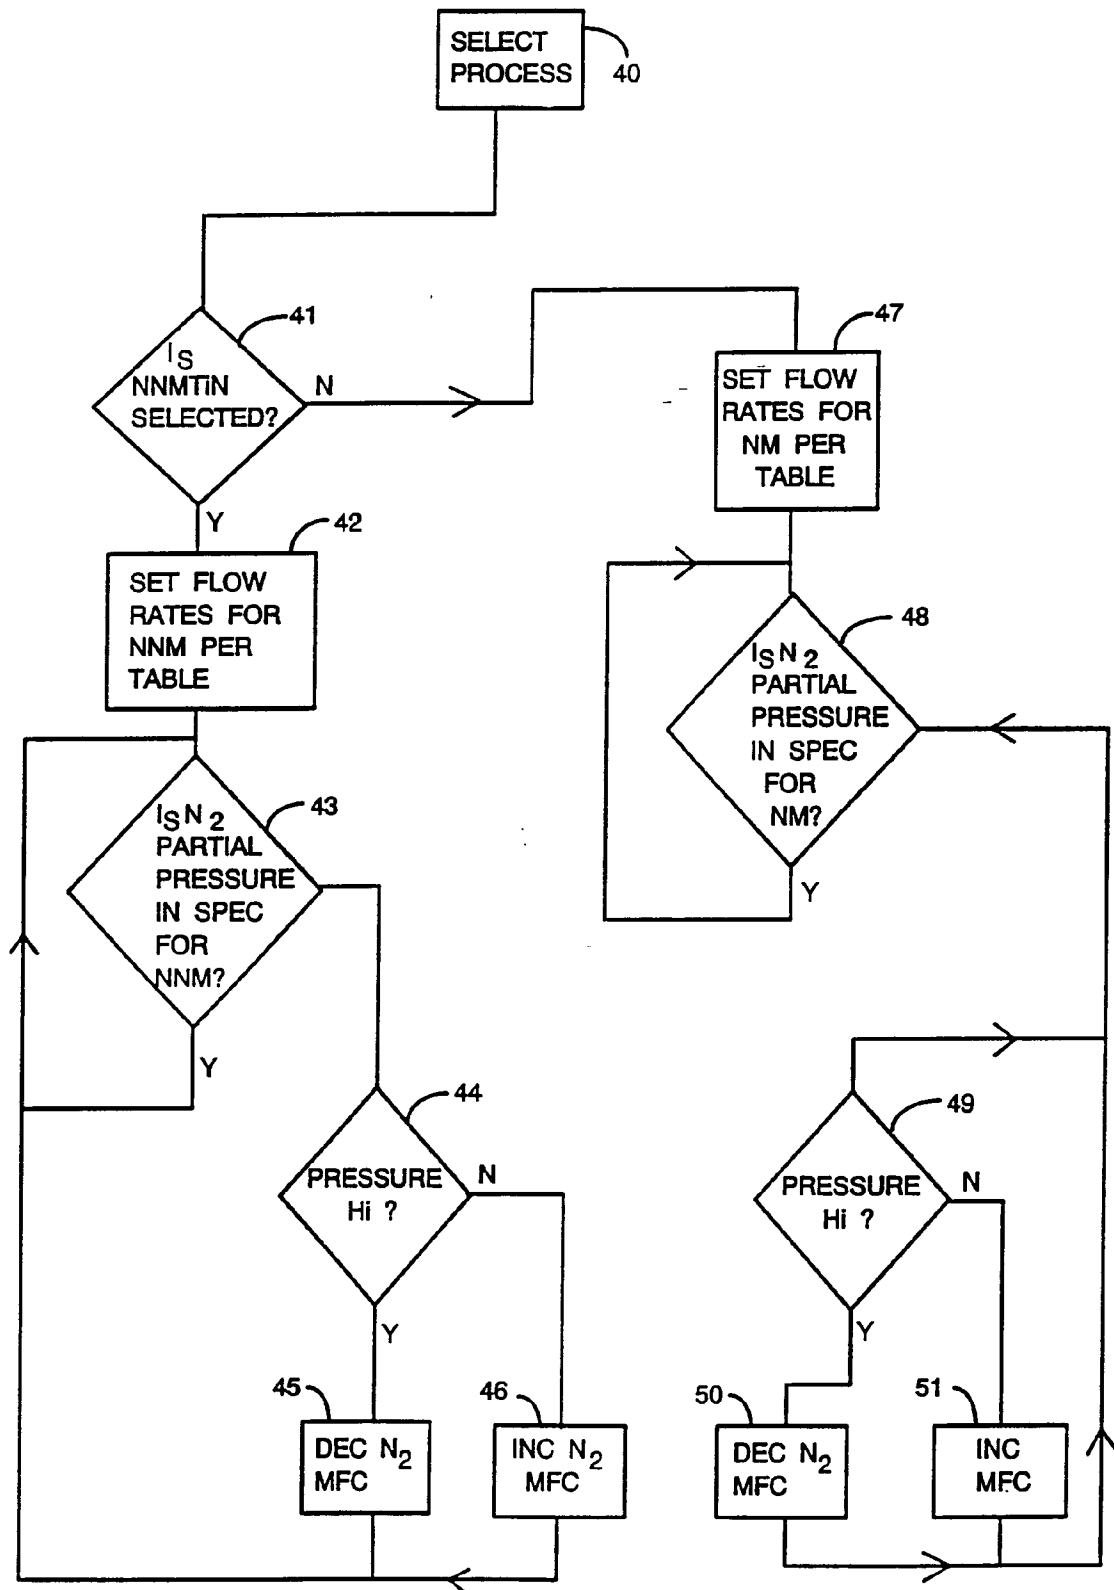 SELECT
PROCESS
40
41
IS
NNMTiN
SELECTED?
N
Y
42
SET FLOW
RATES FOR
NNM PER
TABLE
43
IS N2
PARTIAL
PRESSURE
IN SPEC
FOR
NNM?
Y
44
PRESSURE
Hi ?
N
Y
45
DEC N2
MFC
46
INC N2
MFC
47
SET FLOW
RATES FOR
NM PER
TABLE
48
IS N2
PARTIAL
PRESSURE
IN SPEC
FOR
NM?
Y
49
PRESSURE
Hi ?
N
Y
50
DEC N2
MFC
51
INC
MFC